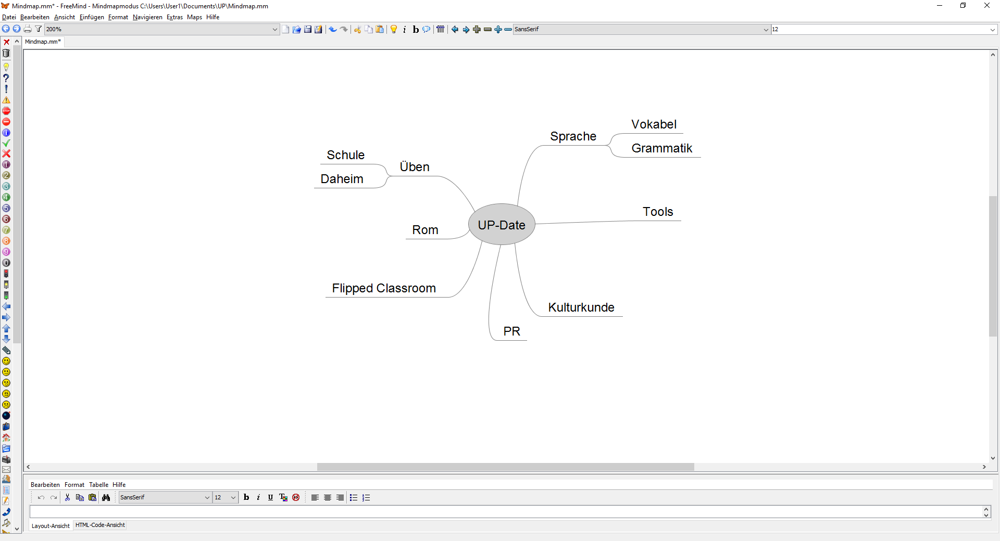 Mindmap.mm* - FreeMind - Mindmapmodus C:\Users\User1\Documents\UP\Mindmap.mm
Datei Bearbeiten Ansicht Einfügen Format Navigieren Extras Maps Hilfe
200%
SansSerif
12
Mindmap.mm*
Vokabel
Sprache
Grammatik
Schule
Üben
Daheim
Tools
UP-Date
Rom
Flipped Classroom
Kulturkunde
PR
Bearbeiten Format Tabelle Hilfe
SansSerif
12
Layout-Ansicht
HTML-Code-Ansicht